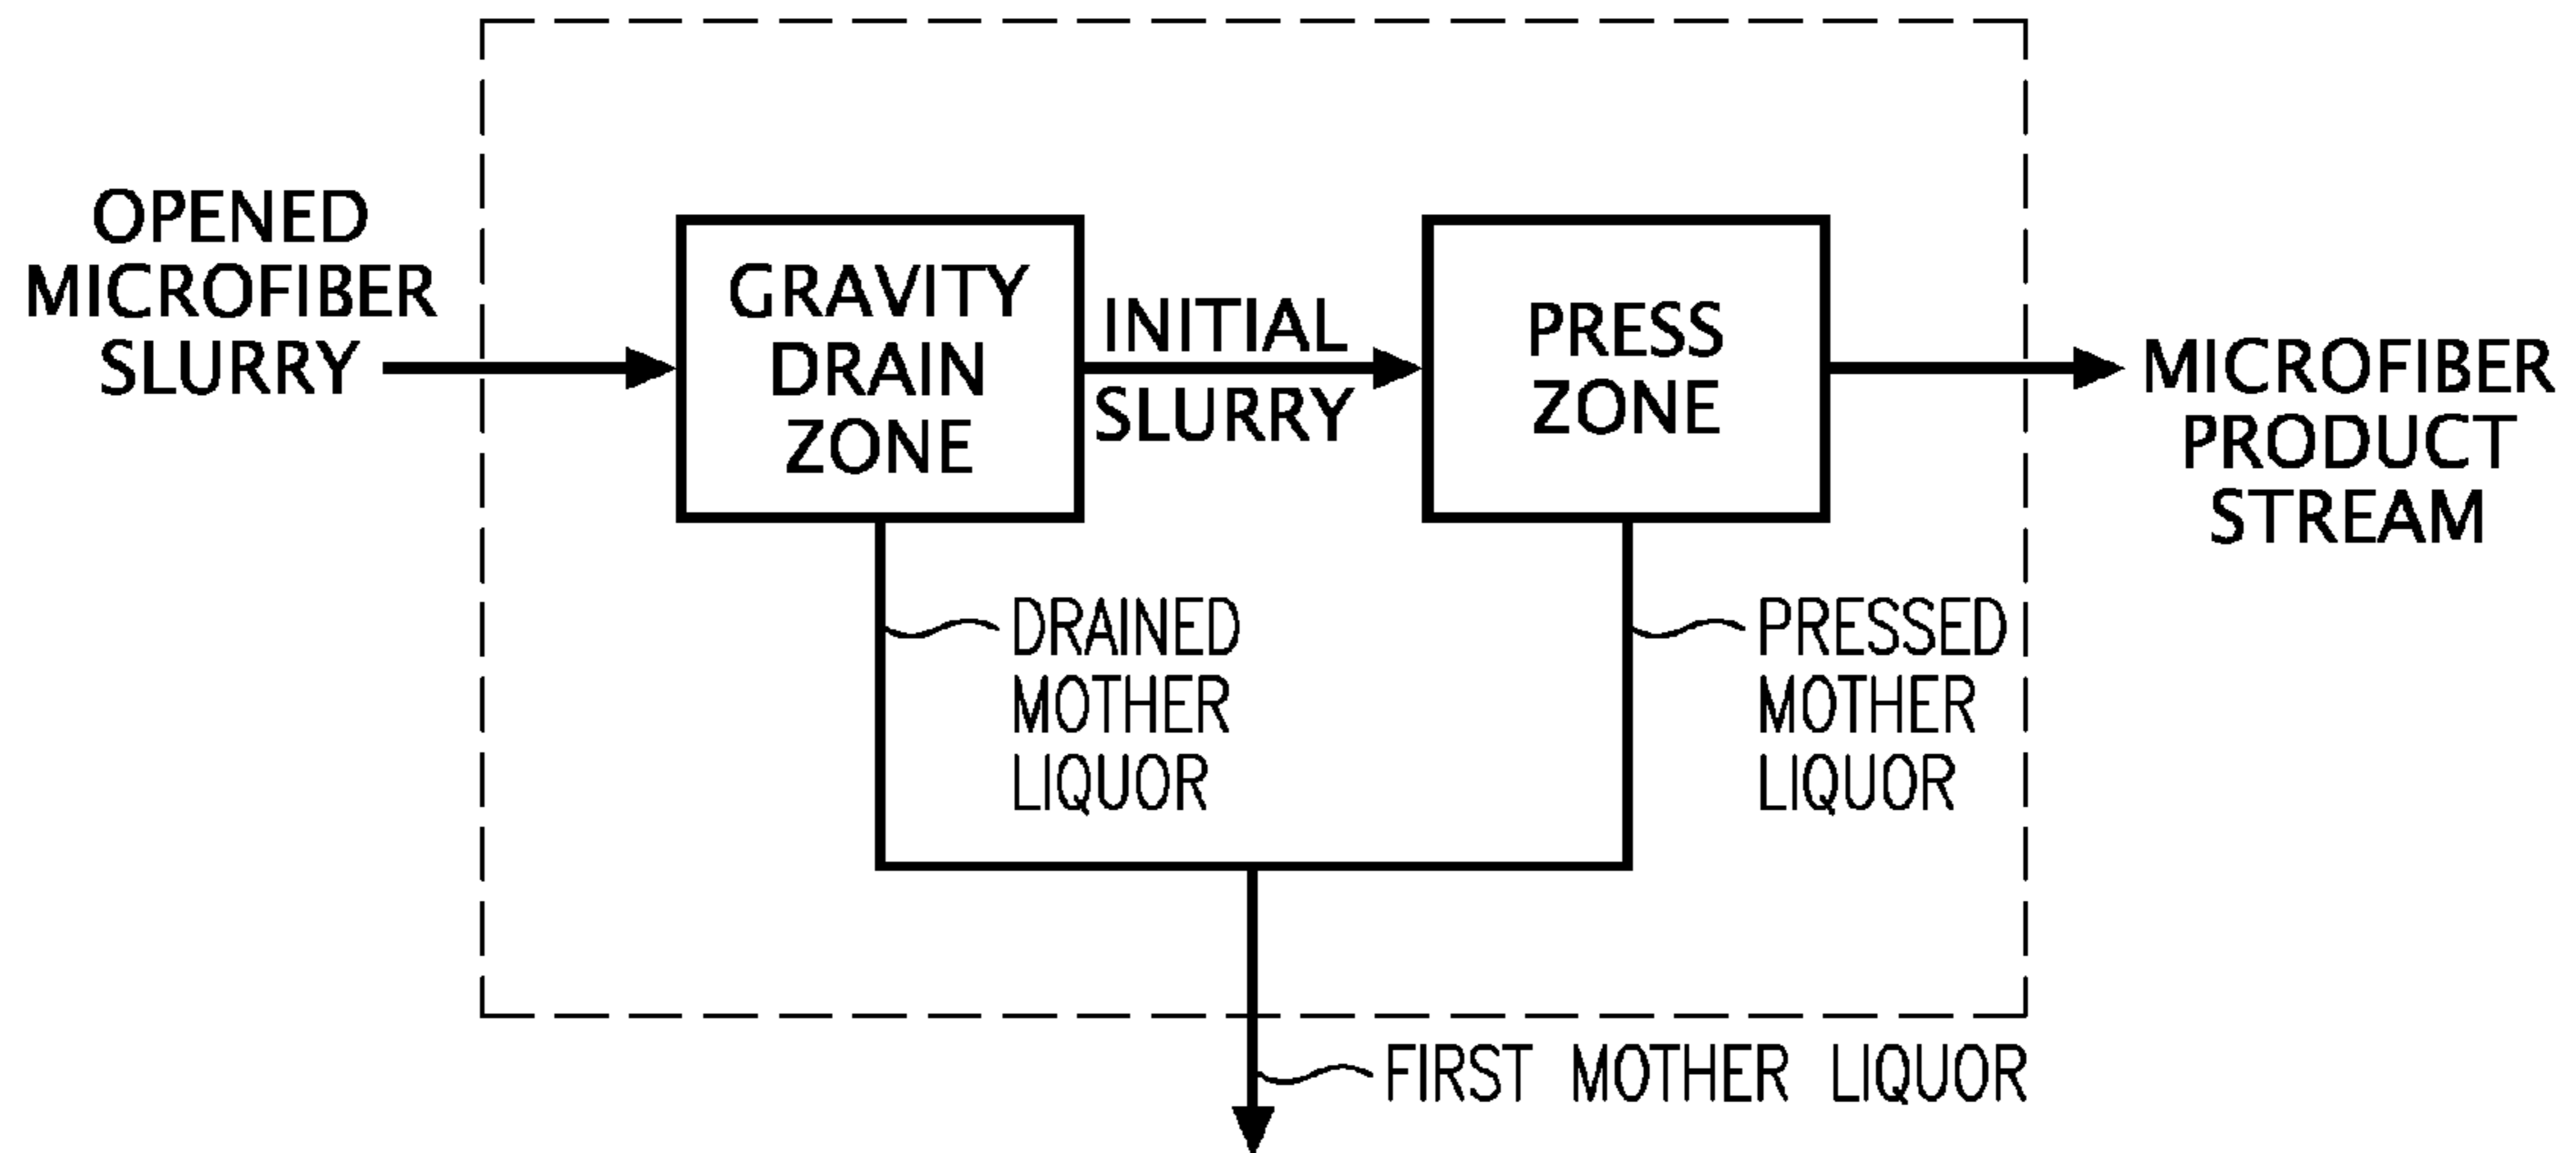 OPENED
MICROFIBER
SLURRY
GRAVITY
DRAIN
ZONE
INITIAL
SLURRY
PRESS
ZONE
MICROFIBER
PRODUCT
STREAM
DRAINED
MOTHER
LIQUOR
PRESSED
MOTHER
LIQUOR
FIRST MOTHER LIQUOR